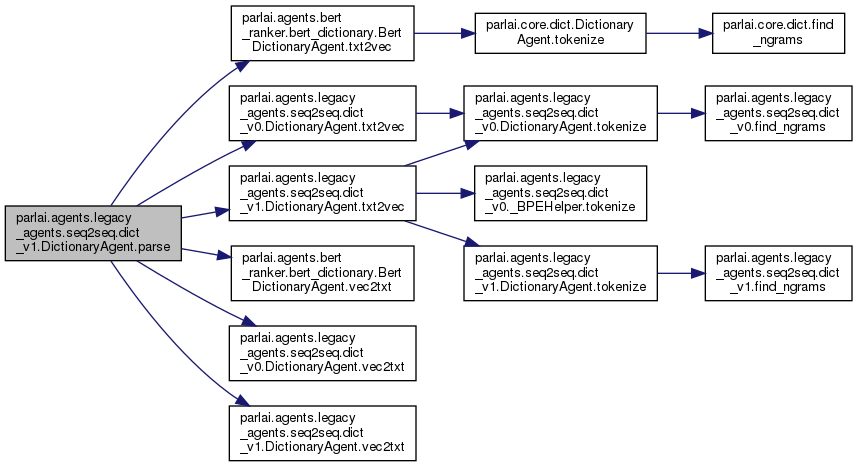 parlai.agents.legacy
_agents.seq2seq.dict
_v1.DictionaryAgent.parse
parlai.agents.bert
_ranker.bert_dictionary.Bert
DictionaryAgent.txt2vec
parlai.core.dict.Dictionary
Agent.tokenize
parlai.core.dict.find
_ngrams
parlai.agents.legacy
_agents.seq2seq.dict
_v0.DictionaryAgent.txt2vec
parlai.agents.legacy
_agents.seq2seq.dict
_v0.DictionaryAgent.tokenize
parlai.agents.legacy
_agents.seq2seq.dict
_v0.find_ngrams
parlai.agents.legacy
_agents.seq2seq.dict
_v1.DictionaryAgent.txt2vec
parlai.agents.legacy
_agents.seq2seq.dict
_v0._BPEHelper.tokenize
parlai.agents.bert
_ranker.bert_dictionary.Bert
DictionaryAgent.vec2txt
parlai.agents.legacy
_agents.seq2seq.dict
_v1.DictionaryAgent.tokenize
parlai.agents.legacy
_agents.seq2seq.dict
_v1.find_ngrams
parlai.agents.legacy
_agents.seq2seq.dict
_v0.DictionaryAgent.vec2txt
parlai.agents.legacy
_agents.seq2seq.dict
_v1.DictionaryAgent.vec2txt